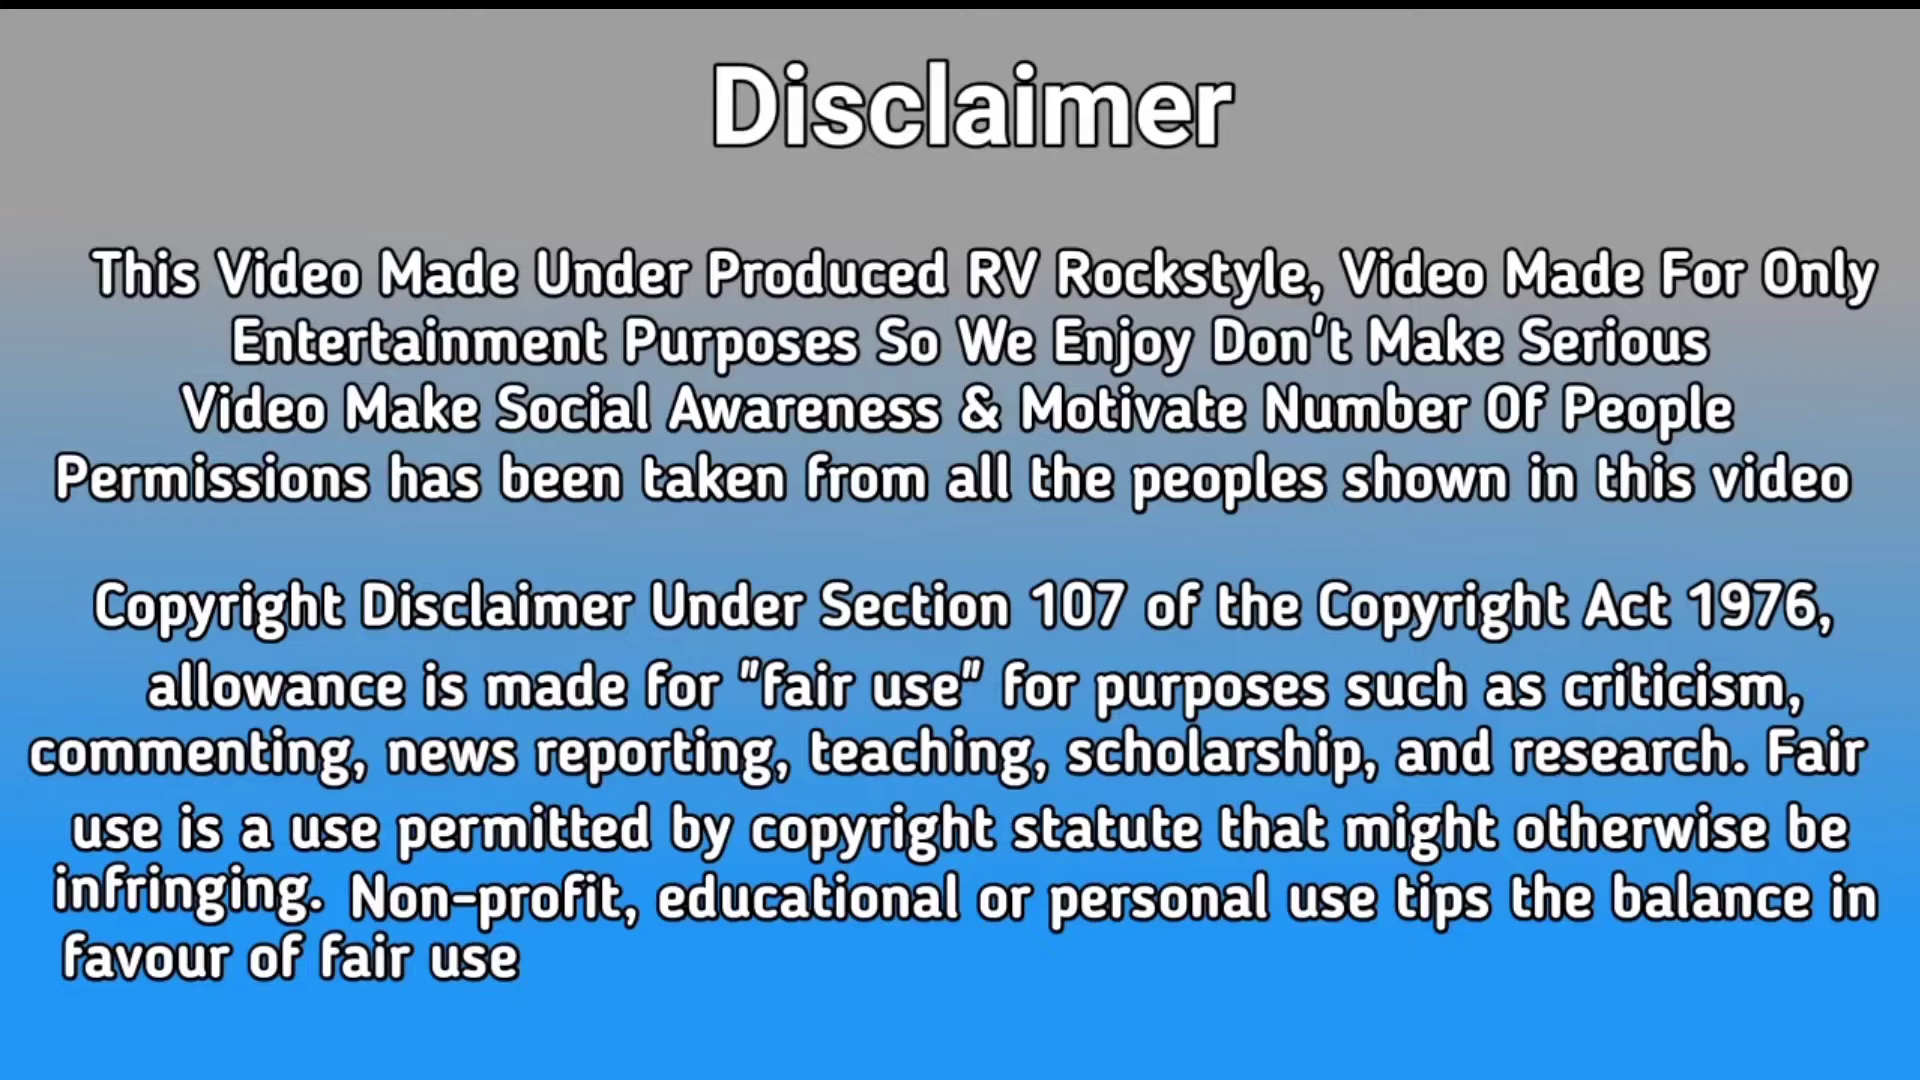 Disclaimer
This Video Made Under Produced RV Rockstyle, Video Made For Only
Entertainment Purposes So We Enjoy Don't Make Serious
Video Make Social Awareness & Motivate Number Of People
Permissions has been taken from all the peoples shown in this video
Copyright Disclaimer Under Section 107 of the Copyright Act 1976,
allowance is made for "fair use" for purposes such as criticism,
commenting, news reporting, teaching, scholarship, and research. Fair
use is a use permitted by copyright statute that might otherwise be
infringing. Non-profit, educational or personal use tips the balance in
favour of fair use